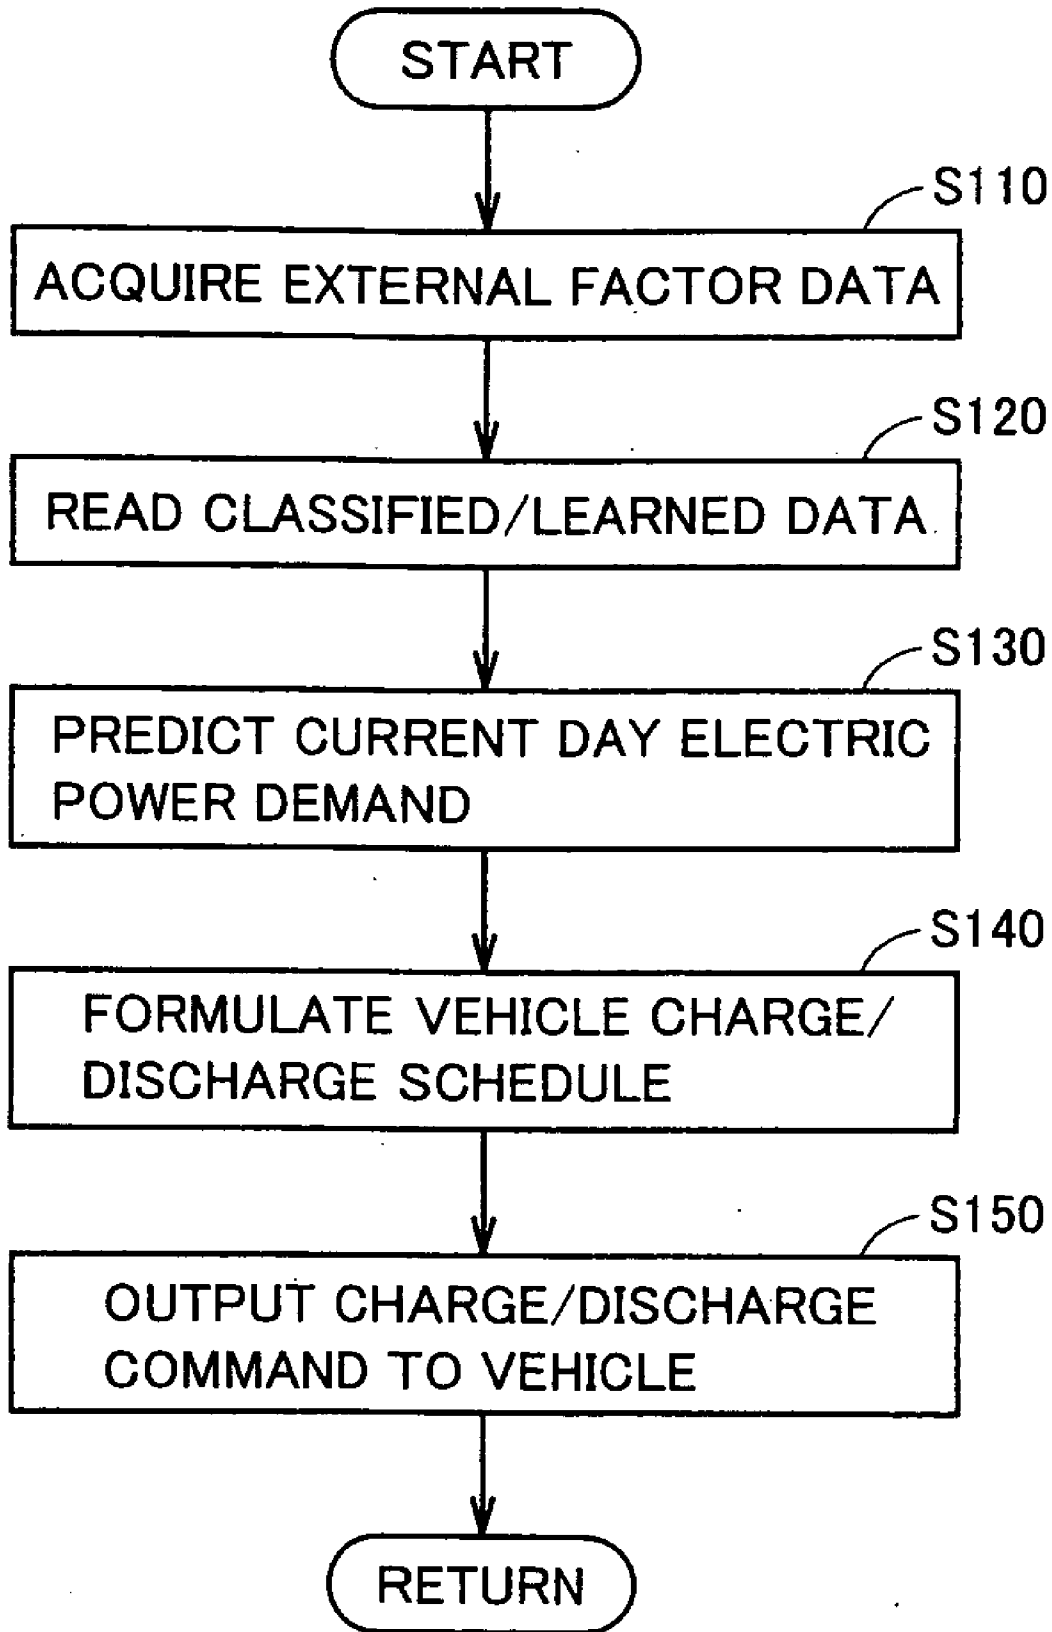 START
S110
ACQUIRE EXTERNAL FACTOR DATA
S120
READ CLASSIFIED/LEARNED DATA
S130
PREDICT CURRENT DAY ELECTRIC
POWER DEMAND
S140
FORMULATE VEHICLE CHARGE/
DISCHARGE SCHEDULE
S150
OUTPUT CHARGE/DISCHARGE
COMMAND TO VEHICLE
RETURN